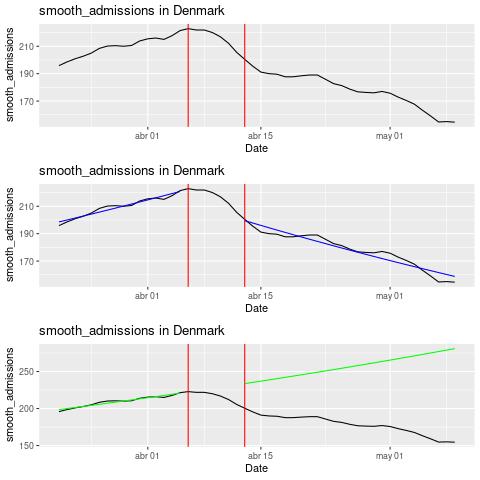 smooth_admissions in Denmark
smooth_admissions
210
190
170
abr 01
abr 15
may 01
Date
smooth_admissions in Denmark
smooth_admissions
210
190
170
abr 01
abr 15
may 01
Date
smooth_admissions in Denmark
smooth_admissions
250
200
150
abr 01
abr 15
may 01
Date